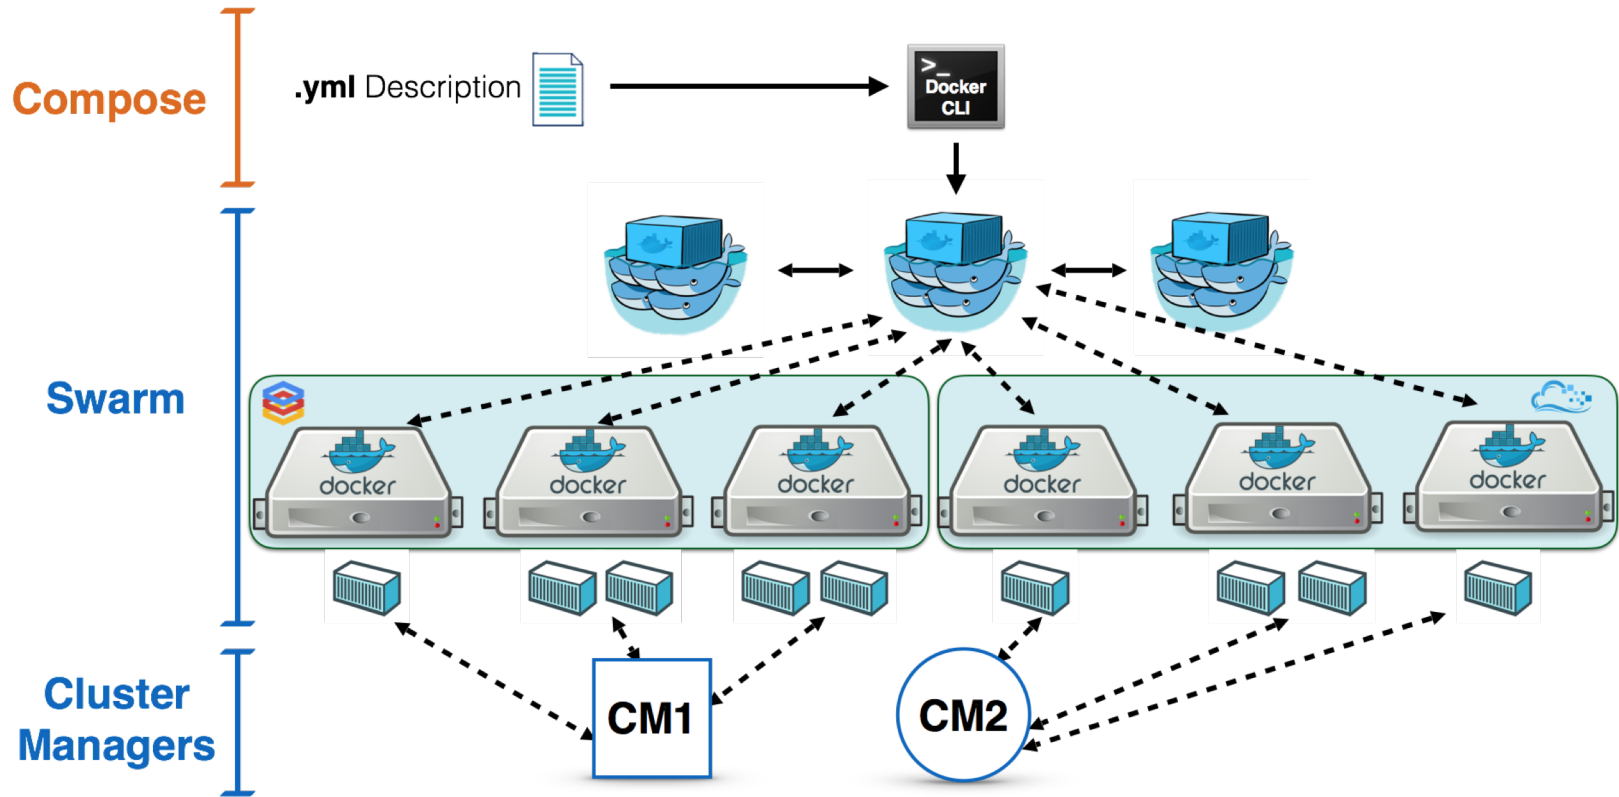 Compose
.yml Description
>_
Docker
CLI
Swarm
docker
docker
docker
docker
docker
docker
Cluster
Managers
CM1
CM2